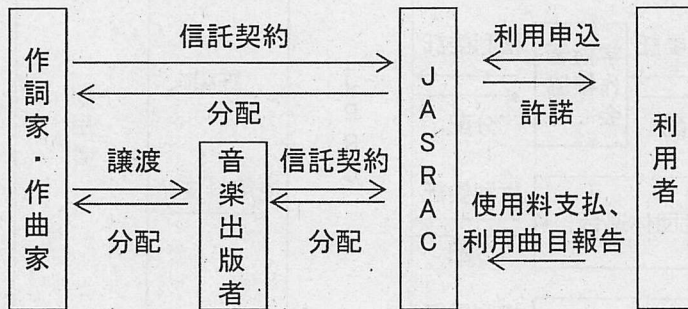 作詞家・作曲家
信託契約
分配
譲渡
分配
音楽出版者
信託契約
分配
JASRAC
利用申込
許諾
使用料支払、
利用曲目報告
利用者